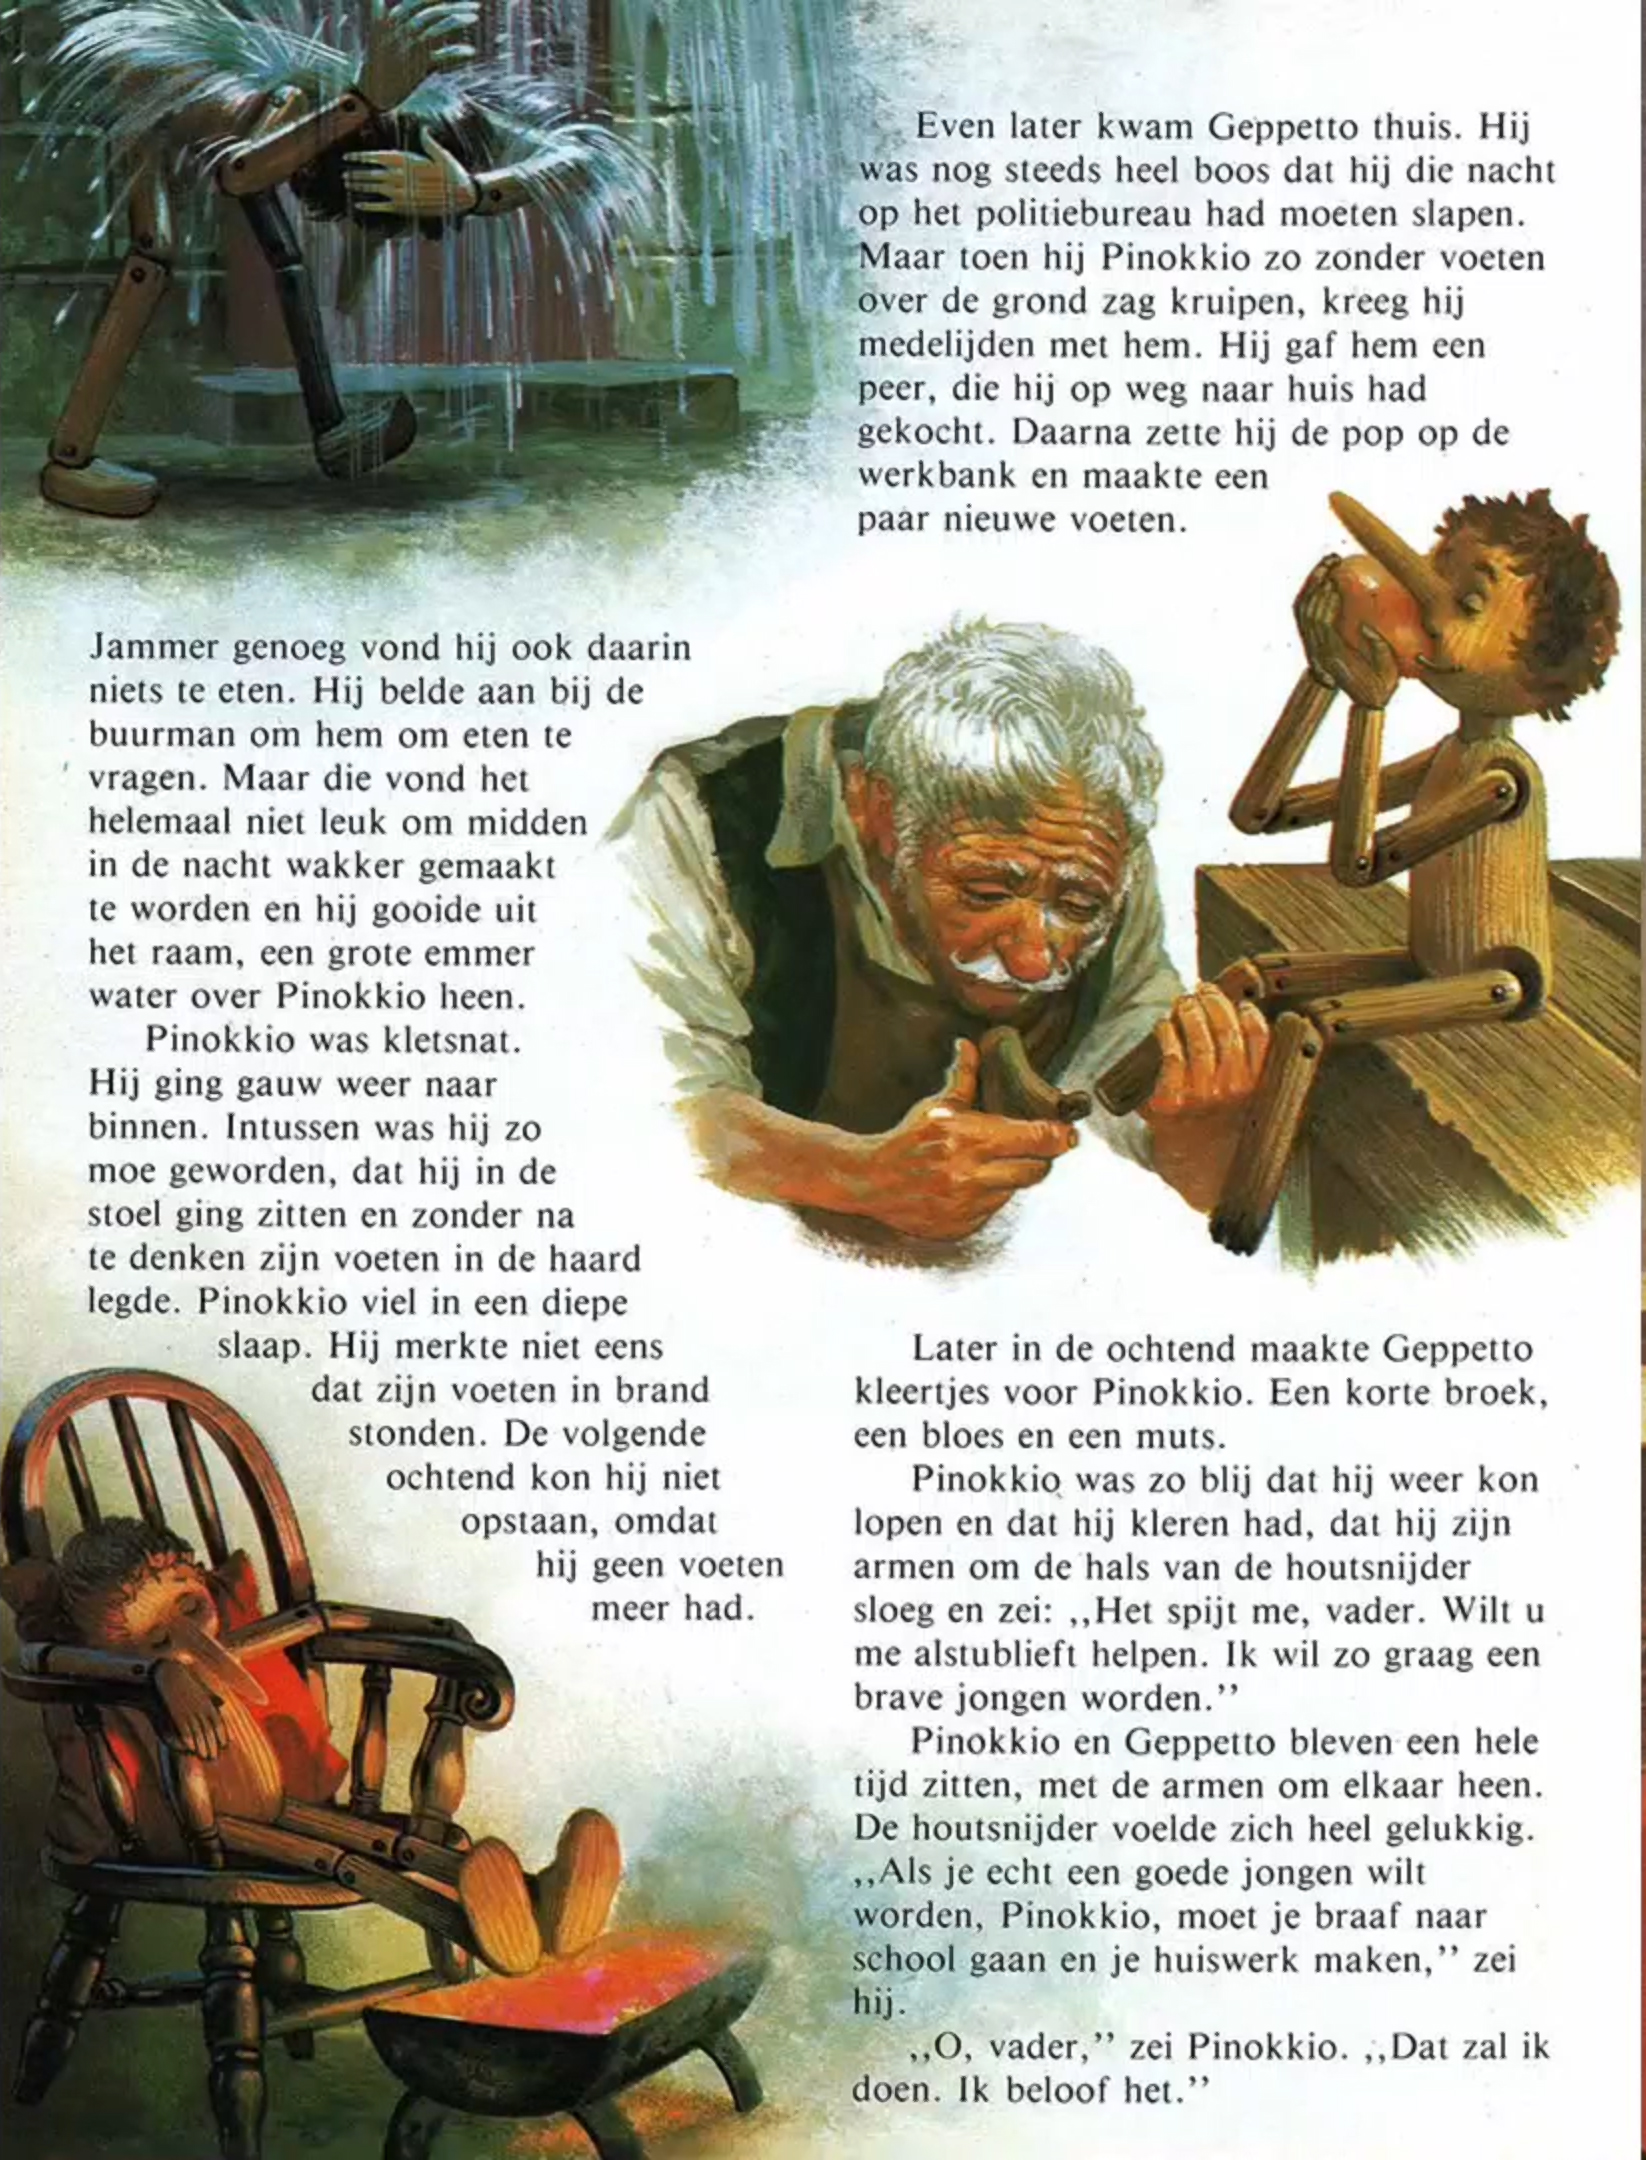 Jammer genoeg vond hij ook daarin
niets te eten. Hij belde aan bij de
buurman om hem om eten te
vragen. Maar die vond het
helemaal niet leuk om midden
in de nacht wakker gemaakt
te worden en hij gooide uit
het raam, een grote emmer
water over Pinokkio heen.
Pinokkio was kletsnat.
Hij ging gauw weer naar
binnen. Intussen was hij zo
moe geworden, dat hij in de
stoel ging zitten en zonder na
te denken zijn voeten in de haard
legde. Pinokkio viel in een diepe
slaap. Hij merkte niet eens
dat zijn voeten in brand
stonden. De volgende
ochtend kon hij niet
opstaan, omdat
hij geen voeten
meer had.
Even later kwam Geppetto thuis. Hij
was nog steeds heel boos dat hij die nacht
op het politiebureau had moeten slapen.
Maar toen hij Pinokkio zo zonder voeten
over de grond zag kruipen, kreeg hij
medelijden met hem. Hij gaf hem een
peer, die hij op weg naar huis had
gekocht. Daarna zette hij de pop op de
werkbank en maakte een
paar nieuwe voeten.
Later in de ochtend maakte Geppetto
kleertjes voor Pinokkio. Een korte broek,
een bloes en een muts.
Pinokkio was zo blij dat hij weer kon
lopen en dat hij kleren had, dat hij zijn
armen om de hals van de houtsnijder
sloeg en zei: ,,Het spijt me, vader. Wilt u
me alstublieft helpen. Ik wil zo graag een
brave jongen worden.''
Pinokkio en Geppetto bleven een hele
tijd zitten, met de armen om elkaar heen.
De houtsnijder voelde zich heel gelukkig.
,,Als je echt een goede jongen wilt
worden, Pinokkio, moet je braaf naar
school gaan en je huiswerk maken,'' zei
hij.
,,O, vader,'' zei Pinokkio. ,,Dat zal ik
doen. Ik beloof het.''